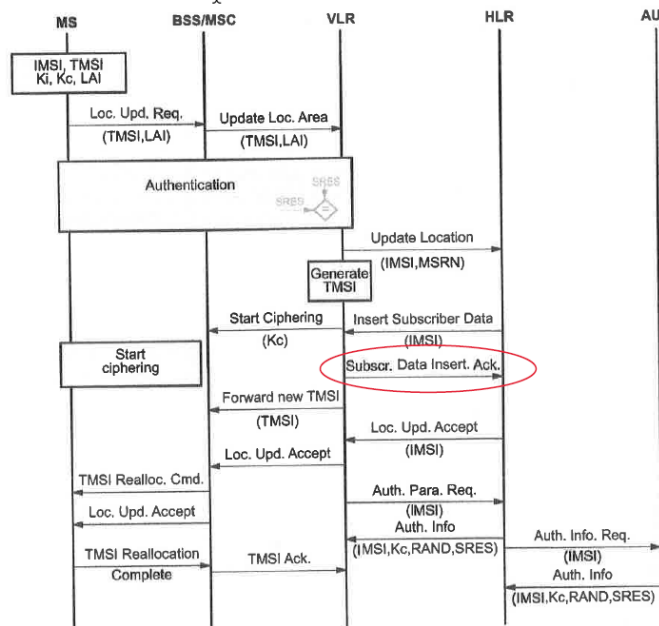 MS BSS/MSC VLR HLR AU
IMSI, TMSI
Ki, Kc, LAI
Loc. Upd. Req.
(TMSI,LAI)
Update Loc. Area
(TMSI,LAI)
Authentication
SRES
SRES
=
Update Location
(IMSI,MSRN)
Generate
TMSI
Start Ciphering
(Kc)
Insert Subscriber Data
(IMSI)
Start
ciphering
Subscr. Data Insert. Ack.
Forward new TMSI
(TMSI)
Loc. Upd. Accept
(IMSI)
Loc. Upd. Accept
TMSI Realloc. Cmd.
Auth. Para. Req.
(IMSI)
Loc. Upd. Accept
Auth. Info
(IMSI,Kc,RAND,SRES)
Auth. Info. Req.
(IMSI)
TMSI Reallocation
Complete
TMSI Ack.
Auth. Info
(IMSI,Kc,RAND,SRES)